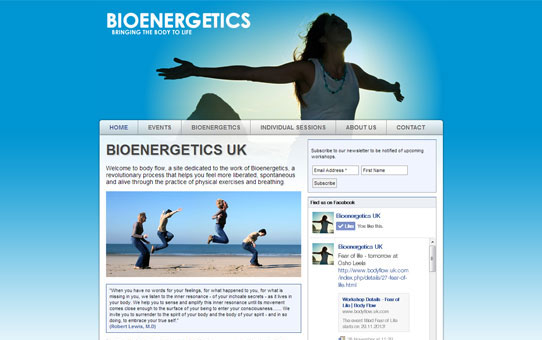 BIOENERGETICS
BRINGING THE BODY TO LIFE
HOME EVENTS BIOENERGETICS INDIVIDUAL SESSIONS ABOUT US CONTACT
BIOENERGETICS UK
Welcome to body flow, a site dedicated to the work of Bioenergetics, a
revolutionary process that helps you feel more liberated, spontaneous
and alive through the practice of physical exercises and breathing
"When you have no words for your feelings, for what happened to you, for what is
missing in you, we listen to the inner resonance - of your inchoate secrets - as it lives in
your body. We help you to sense and amplify this inner resonance until its movement
comes close enough to the surface of your being to enter your consciousness...... We
invite you to surrender to the spirit of your body and the body of your spirit - and in so
doing, to embrace your true self."
(Robert Lewis, M.D)
Subscribe to our newsletter to be notified of upcoming
workshops.
Email Address * First Name
Subscribe
Find us on Facebook
Bioenergetics UK
Like You like this.
Bioenergetics UK
Fear of life - tomorrow at
Osho Leela
http://www.bodyflow.uk.com
/index.php/details/27-fear-of-
life.html
Workshop Details - Fear of
Life | Body Flow
www.bodyflow.uk.com
The event titled Fear of Life
starts on 29.11.2013!
28 November at 11:30